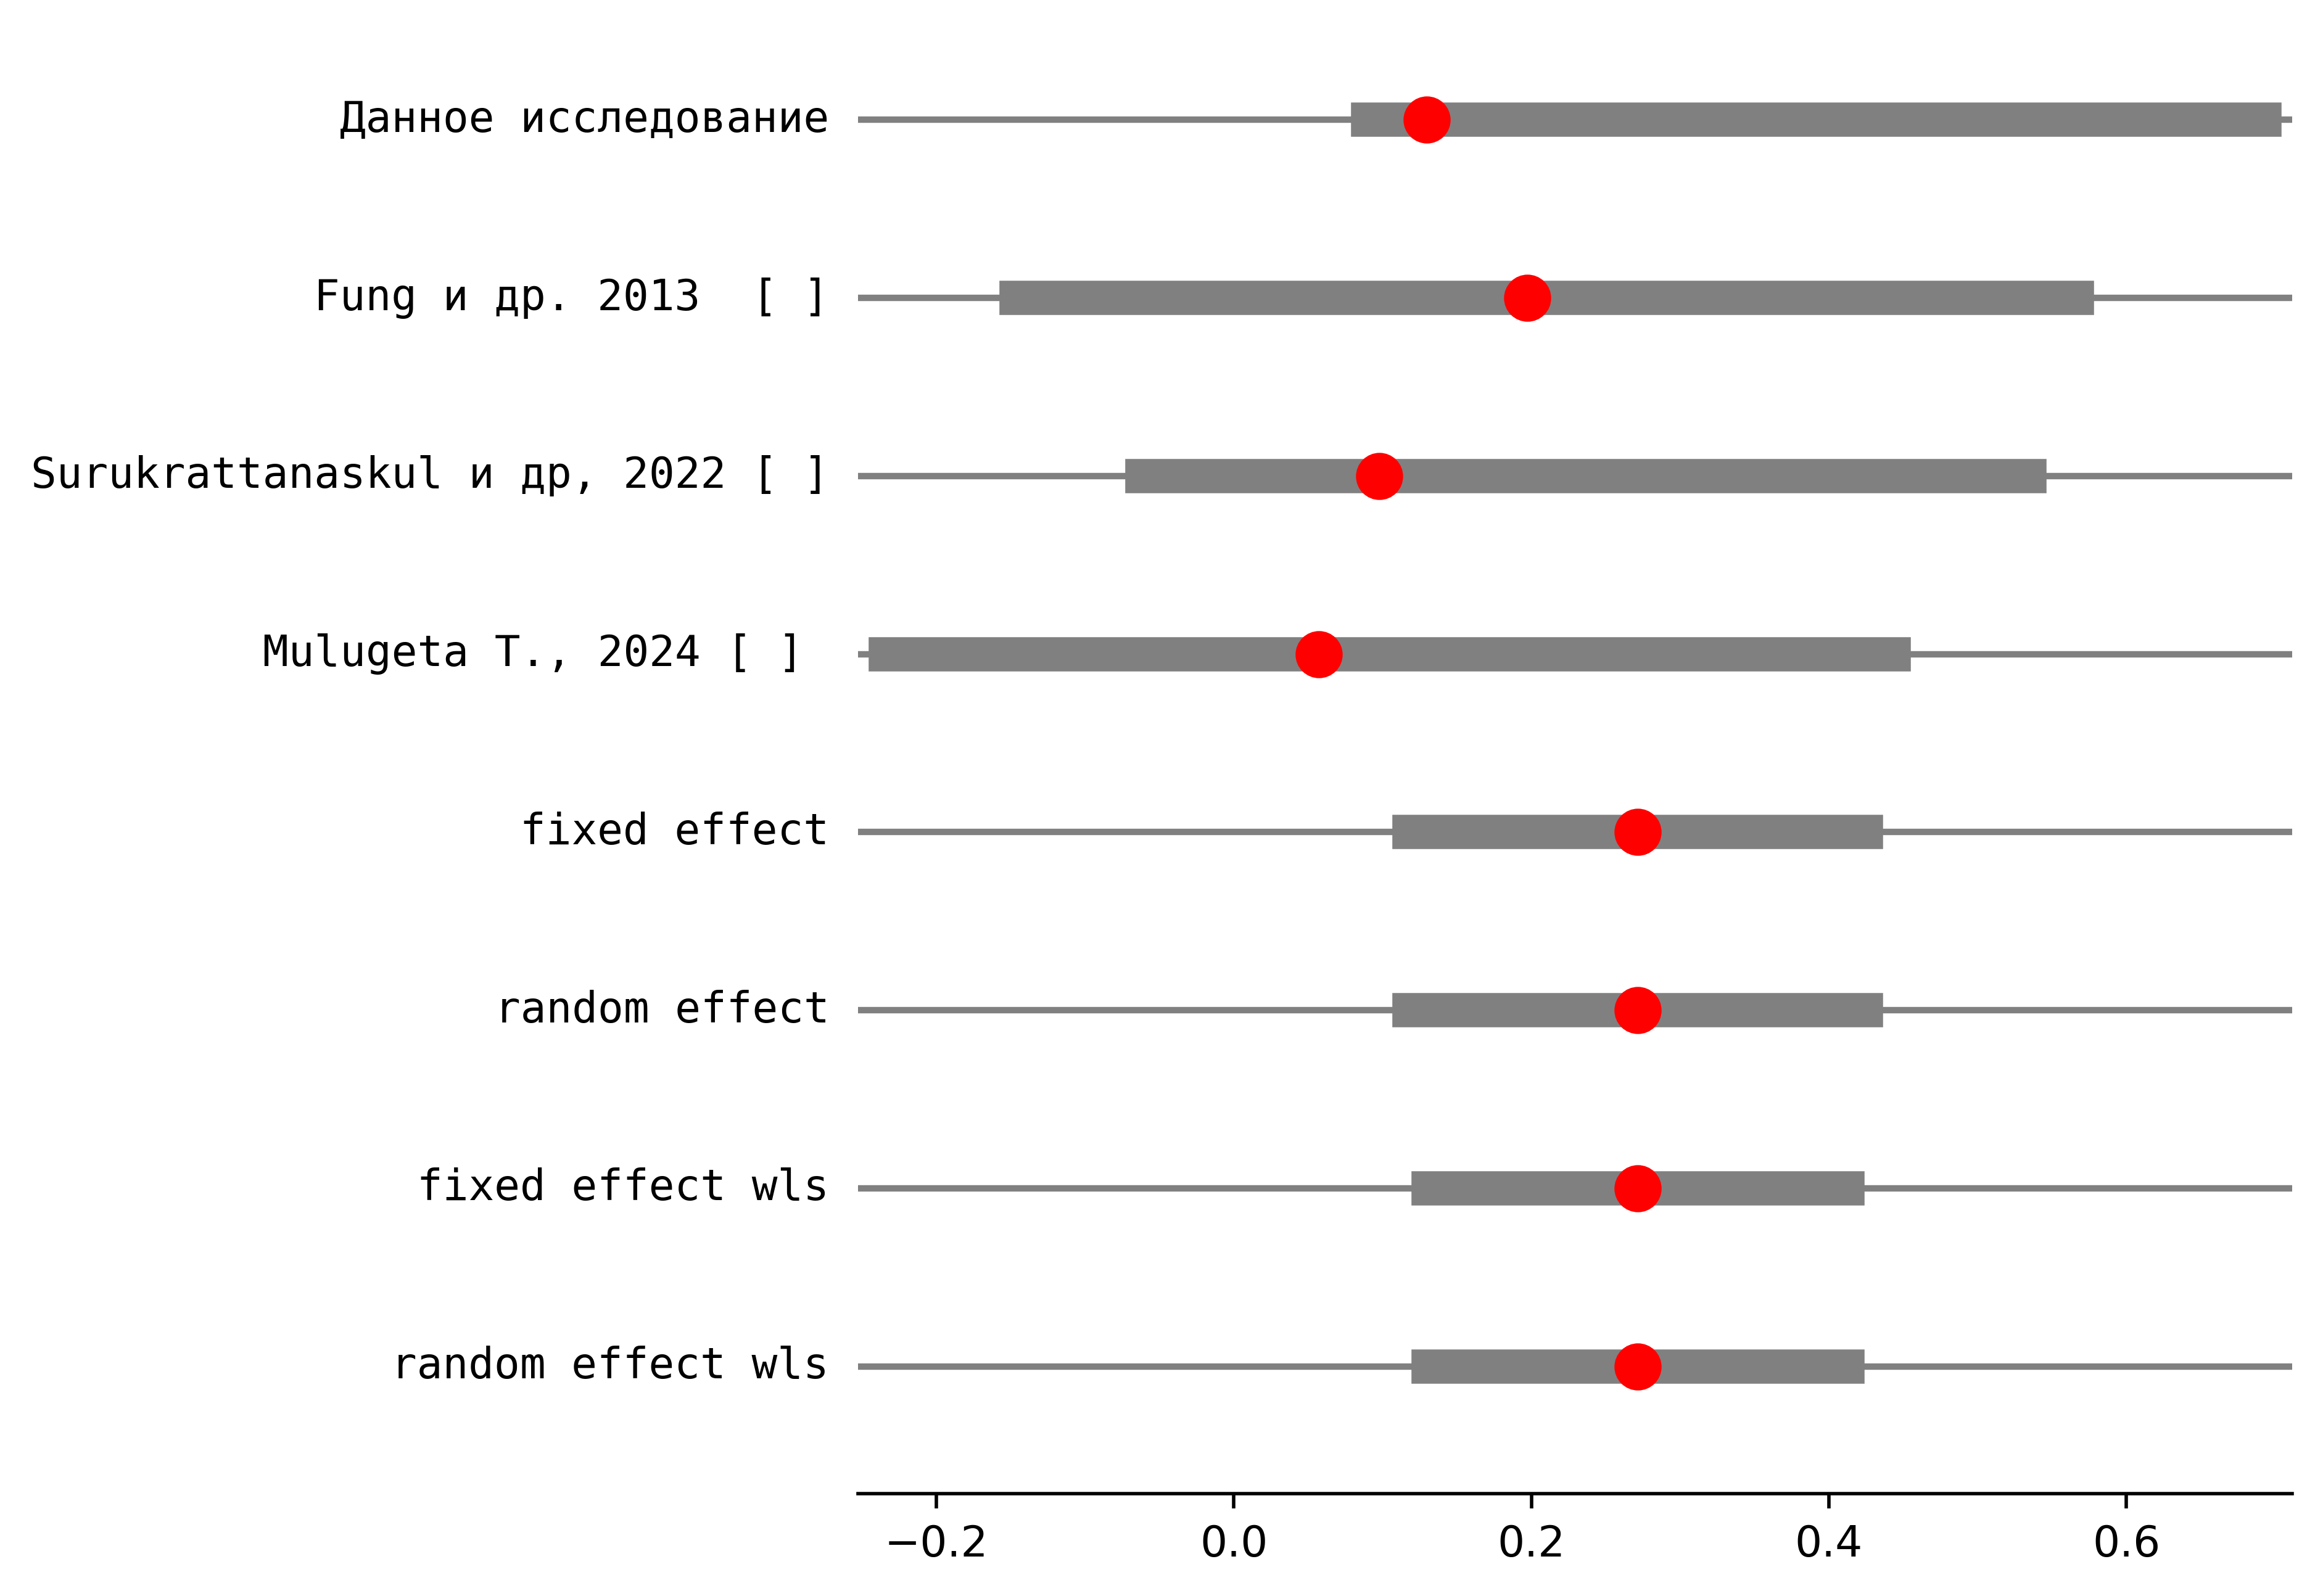 Данное исследование
Fung и др. 2013  [ ]
Surukrattanaskul и др, 2022 [ ]
Mulugeta T., 2024 [ ]
fixed effect
random effect
fixed effect wls
random effect wls
−0.2 0.0 0.2 0.4 0.6